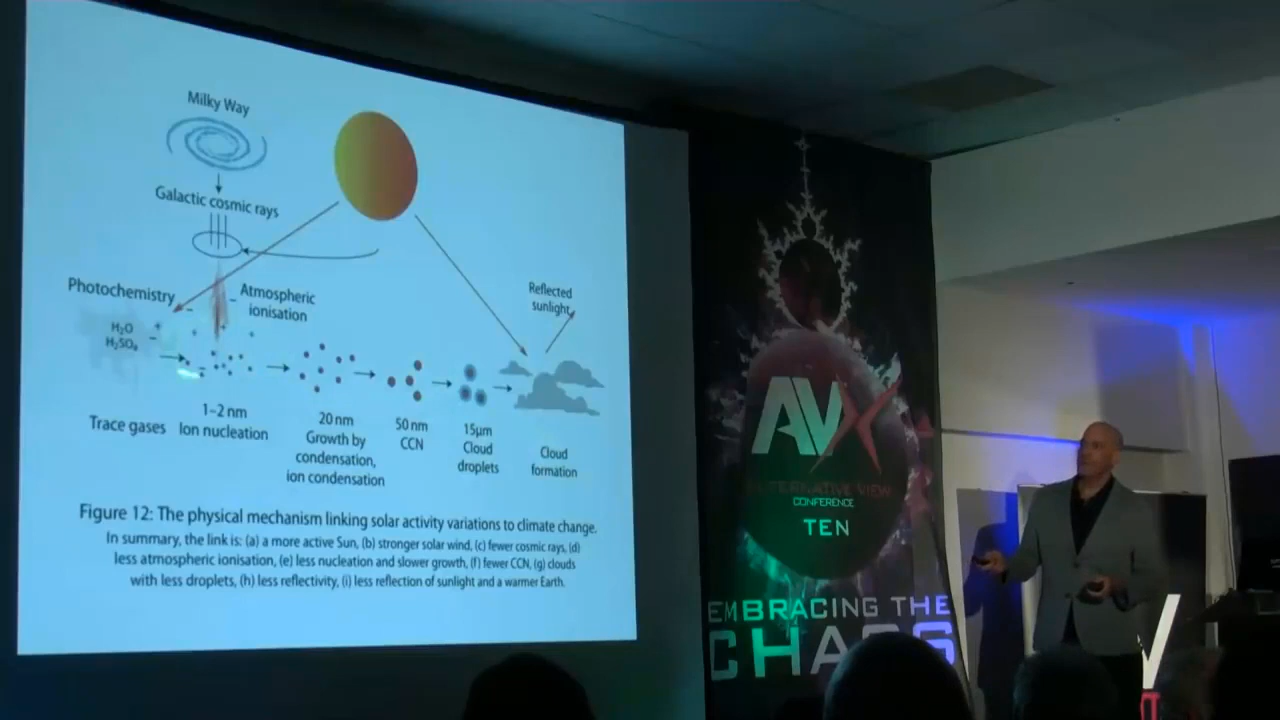 Milky Way
Galactic cosmic rays
Photochemistry
Atmospheric
ionisation
Reflected
sunlight
H₂O
H₂SO₄
Trace gases
1–2 nm
Ion nucleation
20 nm
Growth by
condensation,
ion condensation
50 nm
CCN
15µm
Cloud
droplets
Cloud
formation
Figure 12: The physical mechanism linking solar activity variations to climate change.
In summary, the link is: (a) a more active Sun, (b) stronger solar wind, (c) fewer cosmic rays, (d)
less atmospheric ionisation, (e) less nucleation and slower growth, (f) fewer CCN, (g) clouds
with less droplets, (h) less reflectivity, (i) less reflection of sunlight and a warmer Earth.
AVX
ALTERNATIVE VIEW
CONFERENCE
TEN
EMBRACING THE
CHAOS